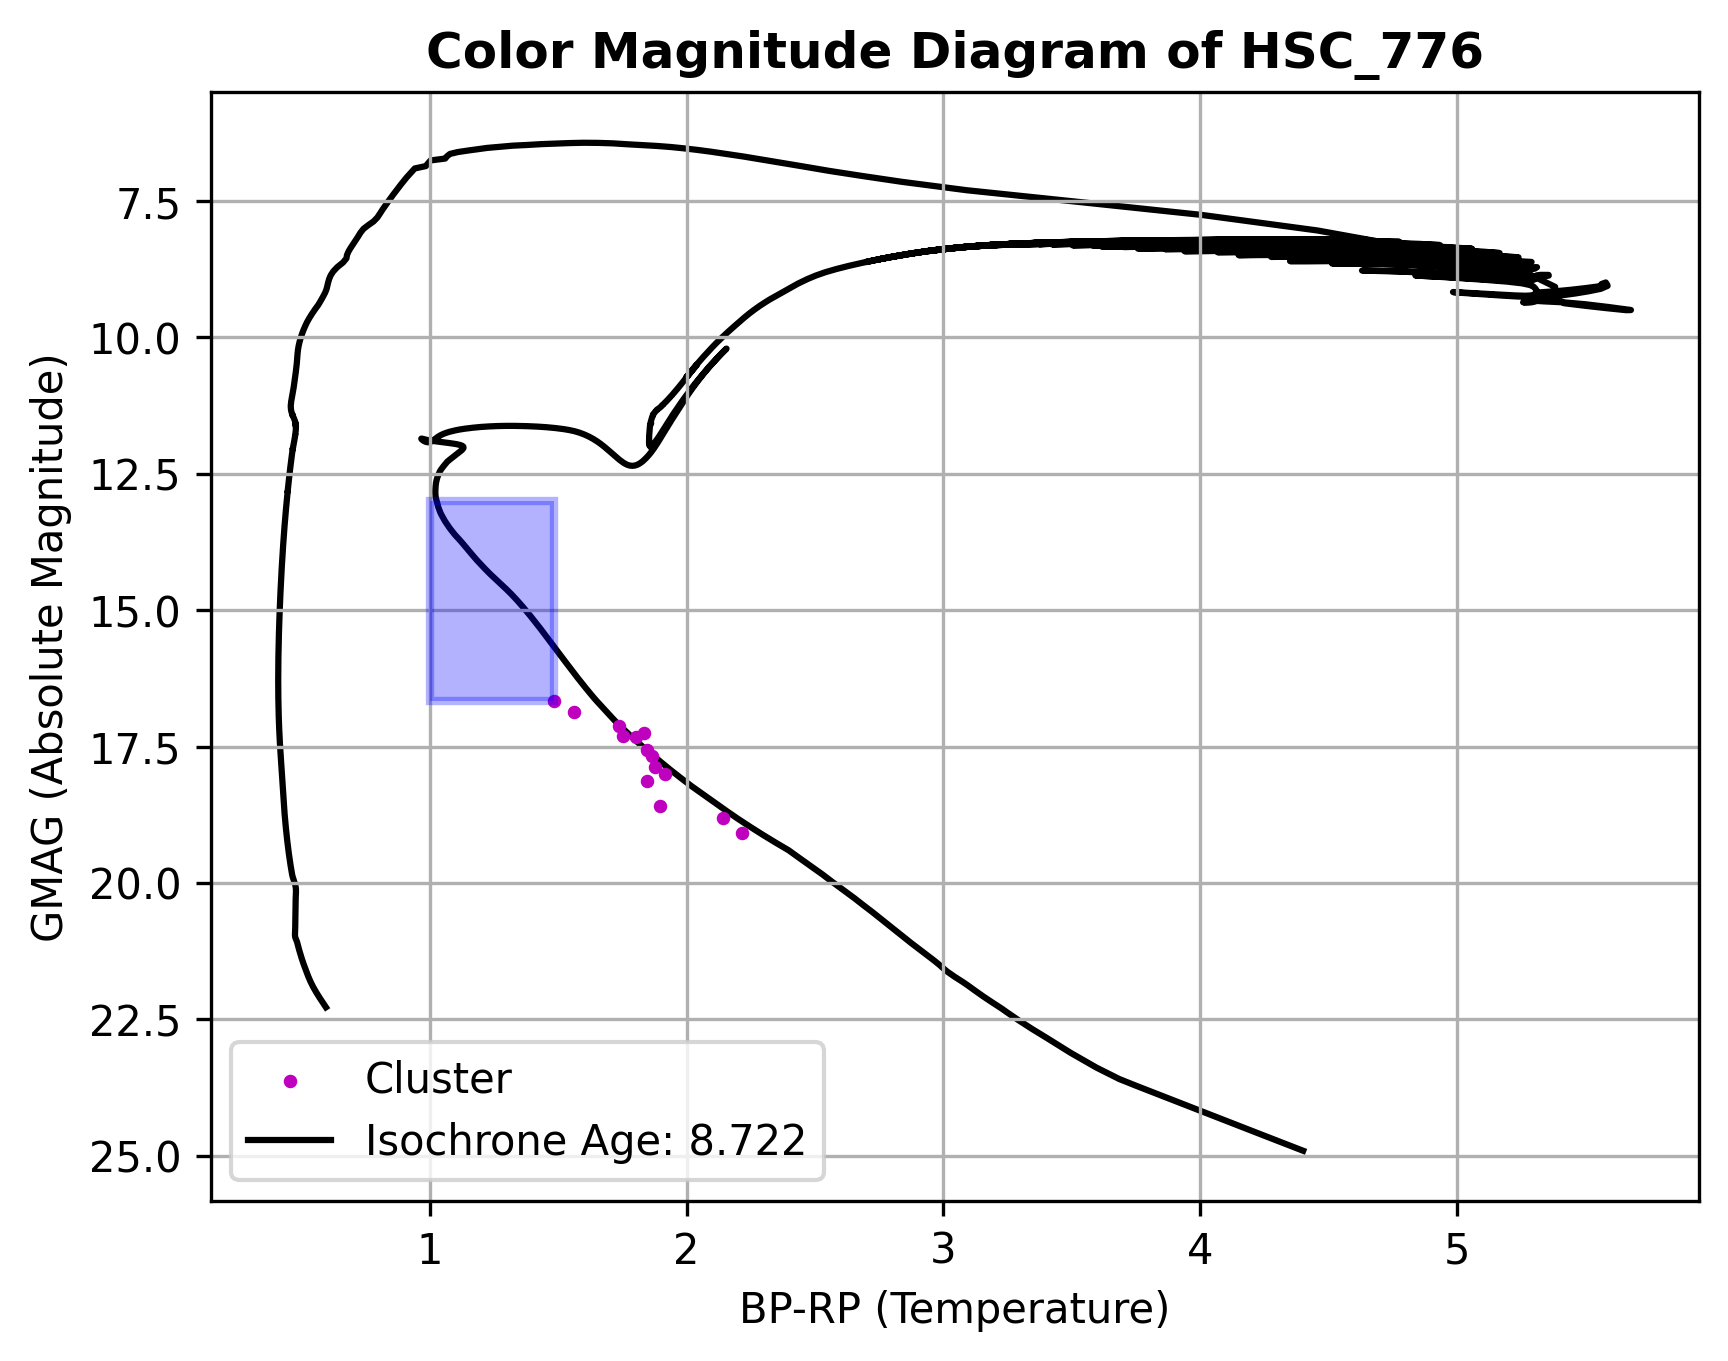 Color Magnitude Diagram of HSC_776
GMAG (Absolute Magnitude)
7.5
10.0
12.5
15.0
17.5
20.0
22.5
25.0
Cluster
Isochrone Age: 8.722
1 2 3 4 5
BP-RP (Temperature)